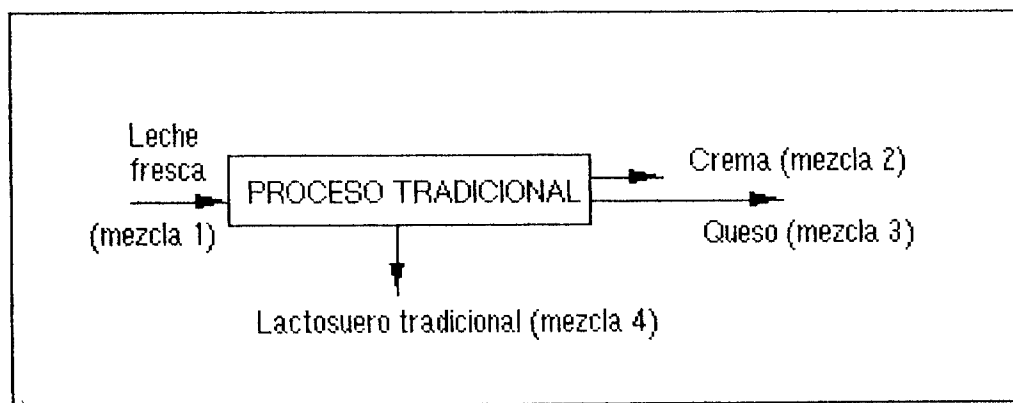 Leche
fresca
(mezcla 1)
PROCESO TRADICIONAL
Crema (mezcla 2)
Queso (mezcla 3)
Lactosuero tradicional (mezcla 4)